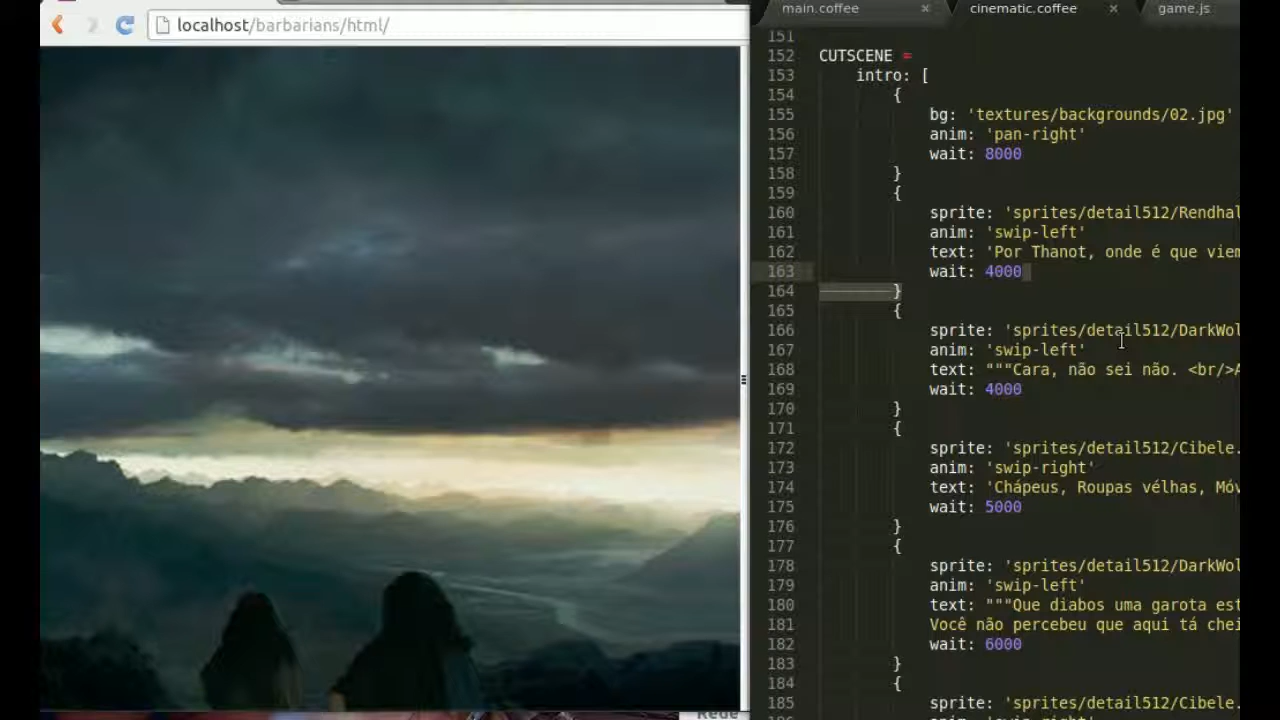 localhost/barbarians/html/
main.coffee × cinematic.coffee × game.js
151
152 CUTSCENE =
153 intro: [
154 {
155 bg: 'textures/backgrounds/02.jpg'
156 anim: 'pan-right'
157 wait: 8000
158 }
159 {
160 sprite: 'sprites/detail512/Rendhal
161 anim: 'swip-left'
162 text: 'Por Thanot, onde é que viem
163 wait: 4000
164 }
165 {
166 sprite: 'sprites/detail512/DarkWol
167 anim: 'swip-left'
168 text: """Cara, não sei não. <br/>A
169 wait: 4000
170 }
171 {
172 sprite: 'sprites/detail512/Cibele.
173 anim: 'swip-right'
174 text: 'Chápeus, Roupas vélhas, Móv
175 wait: 5000
176 }
177 {
178 sprite: 'sprites/detail512/DarkWol
179 anim: 'swip-left'
180 text: """Que diabos uma garota est
181 Você não percebeu que aqui tá chei
182 wait: 6000
183 }
184 {
185 sprite: 'sprites/detail512/Cibele.
Rede